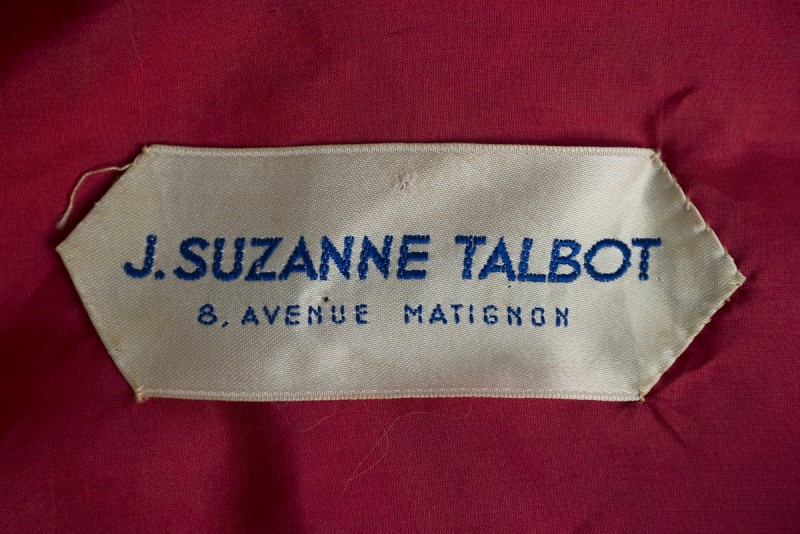 J. SUZANNE TALBOT
8, AVENUE MATIGNON